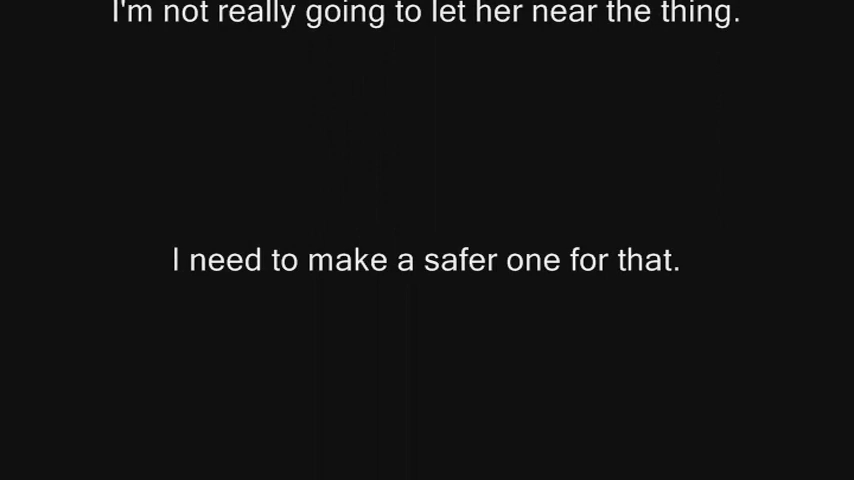 I'm not really going to let her near the thing.
I need to make a safer one for that.